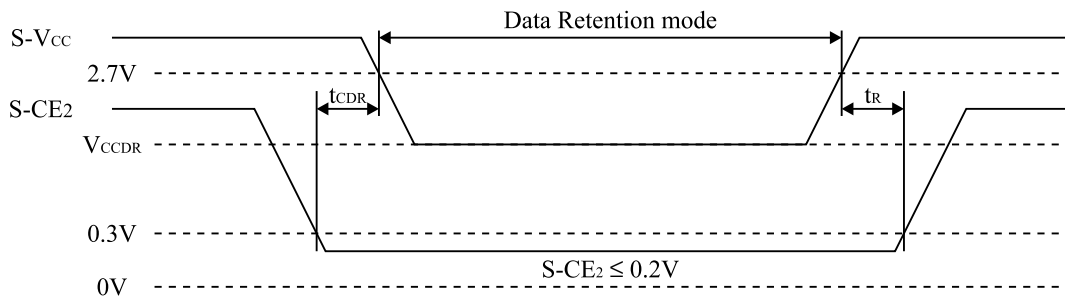 Data Retention mode
S-VCC
2.7V
tCDR
tR
S-CE2
VCCDR
0.3V
S-CE2 ≤ 0.2V
0V